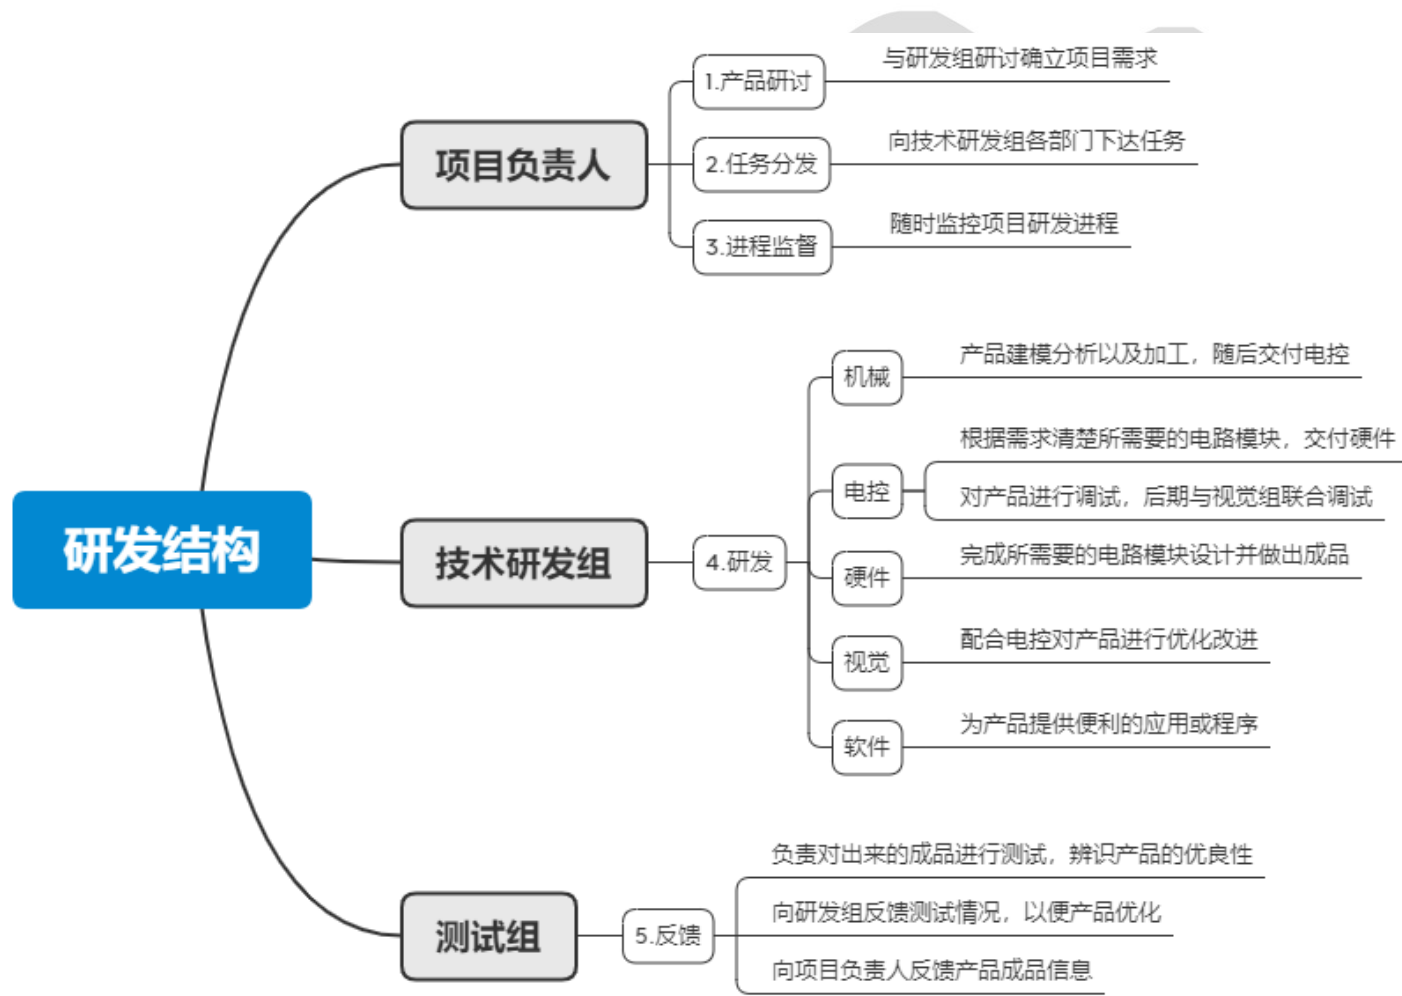 研发结构
项目负责人
1.产品研讨
与研发组研讨确立项目需求
2.任务分发
向技术研发组各部门下达任务
3.进程监督
随时监控项目研发进程
技术研发组
4.研发
机械
产品建模分析以及加工，随后交付电控
电控
根据需求清楚所需要的电路模块，交付硬件
对产品进行调试，后期与视觉组联合调试
硬件
完成所需要的电路模块设计并做出成品
视觉
配合电控对产品进行优化改进
软件
为产品提供便利的应用或程序
测试组
5.反馈
负责对出来的成品进行测试，辨识产品的优良性
向研发组反馈测试情况，以便产品优化
向项目负责人反馈产品成品信息